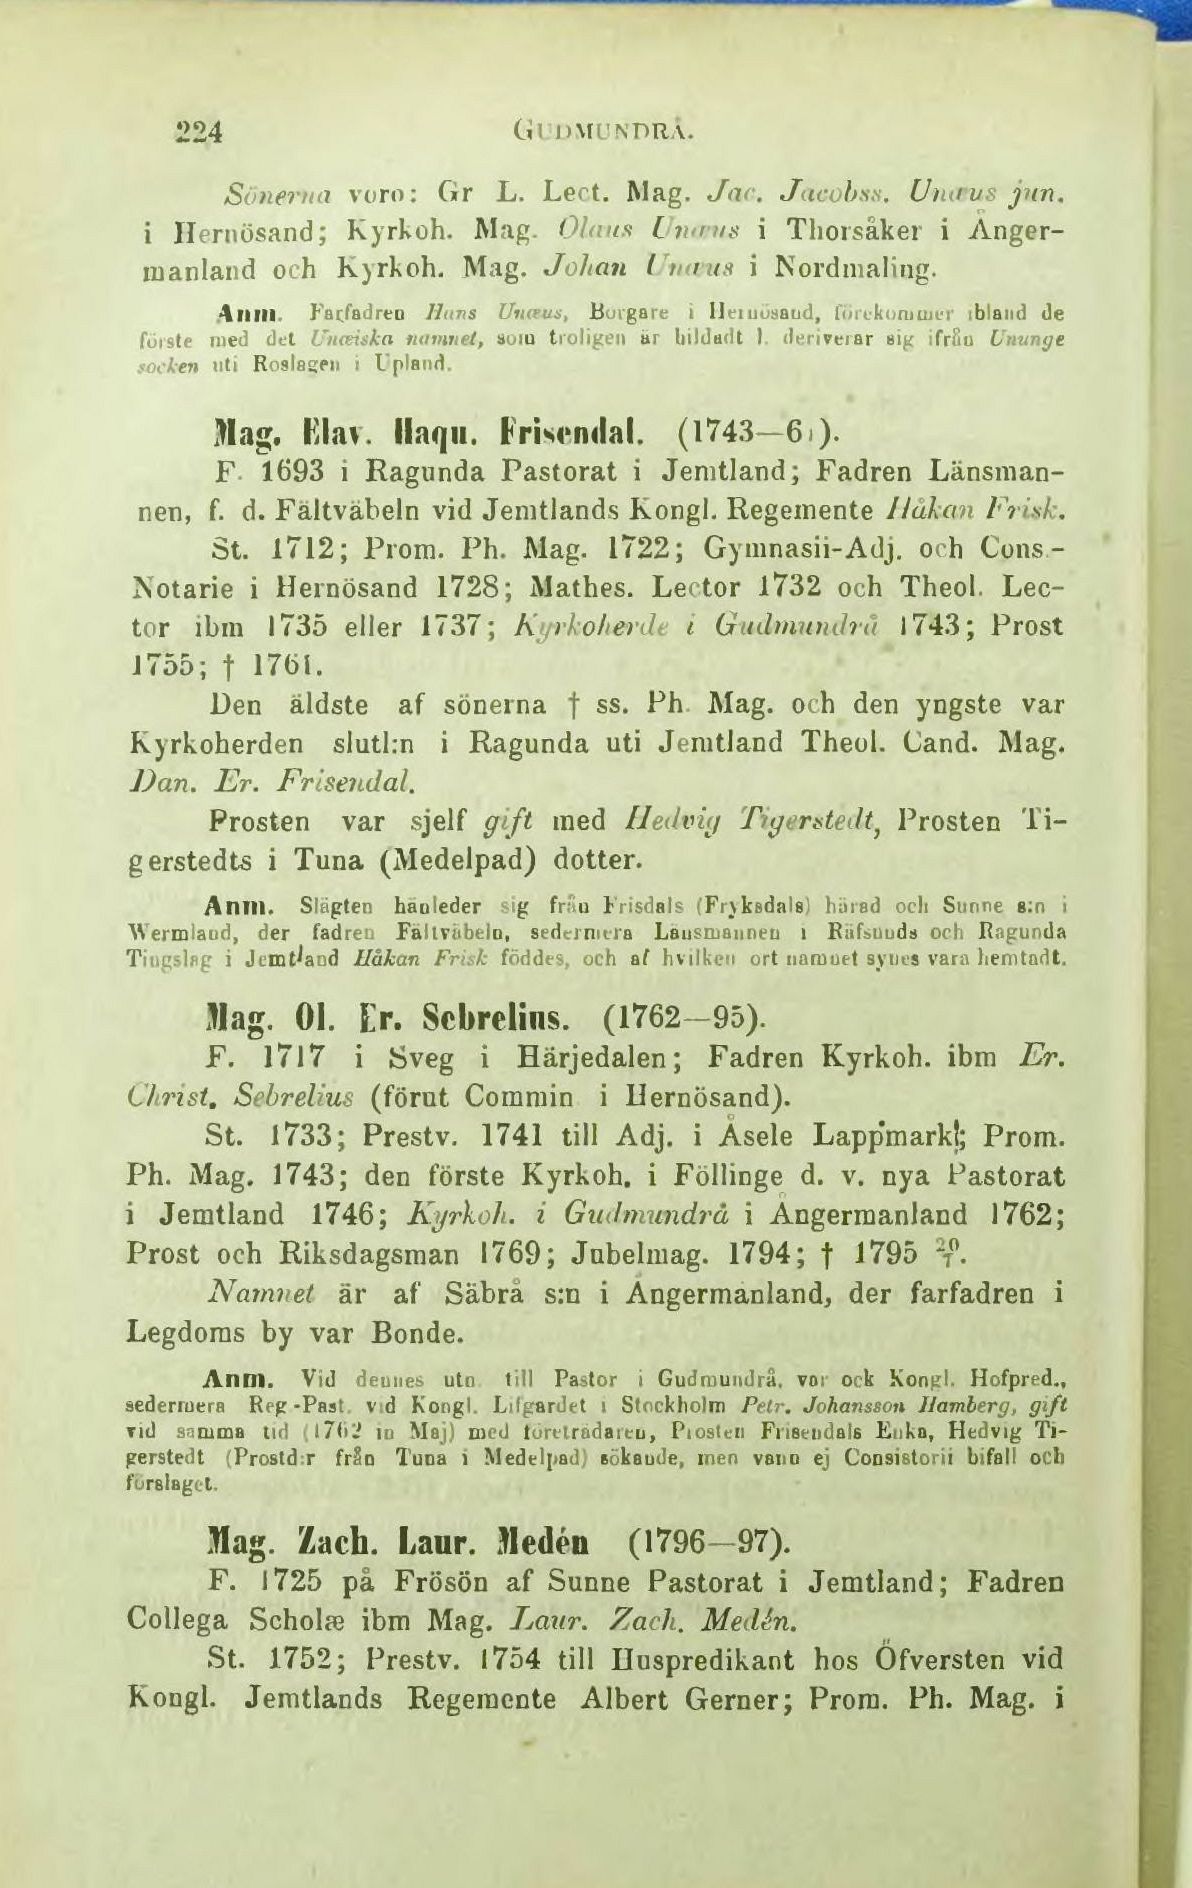 224 GUDMUNDRÅ.
Sönerna voro: Gr L. Lect. Mag. Jac. Jacobss. Unæus jun.
i Hernösand; Kyrkoh. Mag. Olaus Unæus i Thorsåker i Ånger-
manland och Kyrkoh. Mag. Johan Unæus i Nordmaling.
Anm. Farfadren Hans Unæus, Borgare i Hernösand, förekommer ibland de
förste med det Unæiska namnet, som troligen är bildadt l. deriverar sig ifrån Ununge
socken uti Roslagen i Upland.
Mag. Elav. Haqu. Frisendal. (1743—61).
F. 1693 i Ragunda Pastorat i Jemtland; Fadren Länsman-
nen, f. d. Fältväbeln vid Jemtlands Kongl. Regemente Håkan Frisk.
St. 1712; Prom. Ph. Mag. 1722; Gymnasii-Adj. och Cons.-
Notarie i Hernösand 1728; Mathes. Lector 1732 och Theol. Lec-
tor ibm 1735 eller 1737; Kyrkoherde i Gudmundrå 1743; Prost
1755; † 1761.
Den äldste af sönerna † ss. Ph. Mag. och den yngste var
Kyrkoherden slutl:n i Ragunda uti Jemtland Theol. Cand. Mag.
Dan. Er. Frisendal.
Prosten var sjelf gift med Hedvig Tigerstedt, Prosten Ti-
gerstedts i Tuna (Medelpad) dotter.
Anm. Slägten häuleder sig från Frisdals (Fryksdals) härad och Sunne s:n i
Wermland, der fadren Fältväbeln, sedermera Länsmannen i Räfsunds och Ragunda
Tingslag i Jemtland Håkan Frisk föddes, och af hvilken ort namnet synes vara hemtadt.
Mag. Ol. Er. Sebrelius. (1762—95).
F. 1717 i Sveg i Härjedalen; Fadren Kyrkoh. ibm Er.
Christ. Sebrelius (förut Commin i Hernösand).
St. 1733; Prestv. 1741 till Adj. i Åsele Lappmark; Prom.
Ph. Mag. 1743; den förste Kyrkoh. i Föllinge d. v. nya Pastorat
i Jemtland 1746; Kyrkoh. i Gudmundrå i Ångermanland 1762;
Prost och Riksdagsman 1769; Jubelmag. 1794; † 1795
Namnet är af Säbrå s:n i Ångermanland, der farfadren i
Legdoms by var Bonde.
Anm. Vid dennes utn. till Pastor i Gudmundrå, vor ock Kongl. Hofpred.,
sedermera Reg.-Past. vid Kongl. Lifgardet i Stockholm Petr. Johansson Hamberg, gift
vid samma tid (1762 in Maj) med företrädaren, Prosten Frisendals Enka, Hedvig Ti-
gerstedt (Prostd:r från Tuna i Medelpad) sökande, men vann ej Consistorii bifall och
förslaget.
Mag. Zach. Laur. Medén (1796—97).
F. 1725 på Frösön af Sunne Pastorat i Jemtland; Fadren
Collega Scholæ ibm Mag. Laur. Zach. Medén.
St. 1752; Prestv. 1754 till Huspredikant hos Öfversten vid
Kongl. Jemtlands Regemente Albert Gerner; Prom. Ph. Mag. i